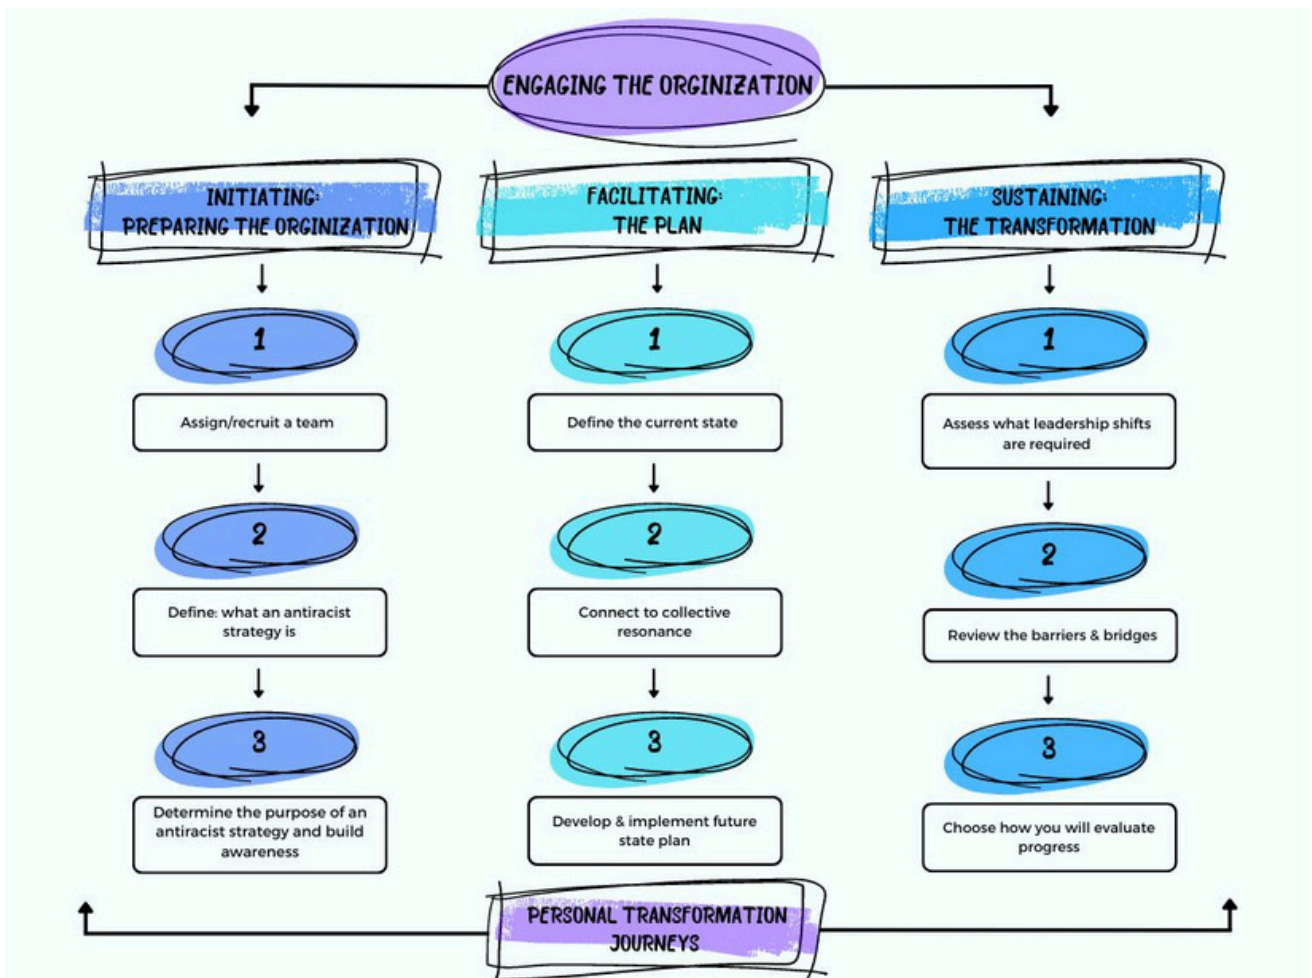 ENGAGING THE ORGINIZATION
INITIATING:
PREPARING THE ORGINIZATION
1
Assign/recruit a team
2
Define: what an antiracist
strategy is
3
Determine the purpose of an
antiracist strategy and build
awareness
FACILITATING:
THE PLAN
1
Define the current state
2
Connect to collective
resonance
3
Develop & implement future
state plan
SUSTAINING:
THE TRANSFORMATION
1
Assess what leadership shifts
are required
2
Review the barriers & bridges
3
Choose how you will evaluate
progress
PERSONAL TRANSFORMATION
JOURNEYS